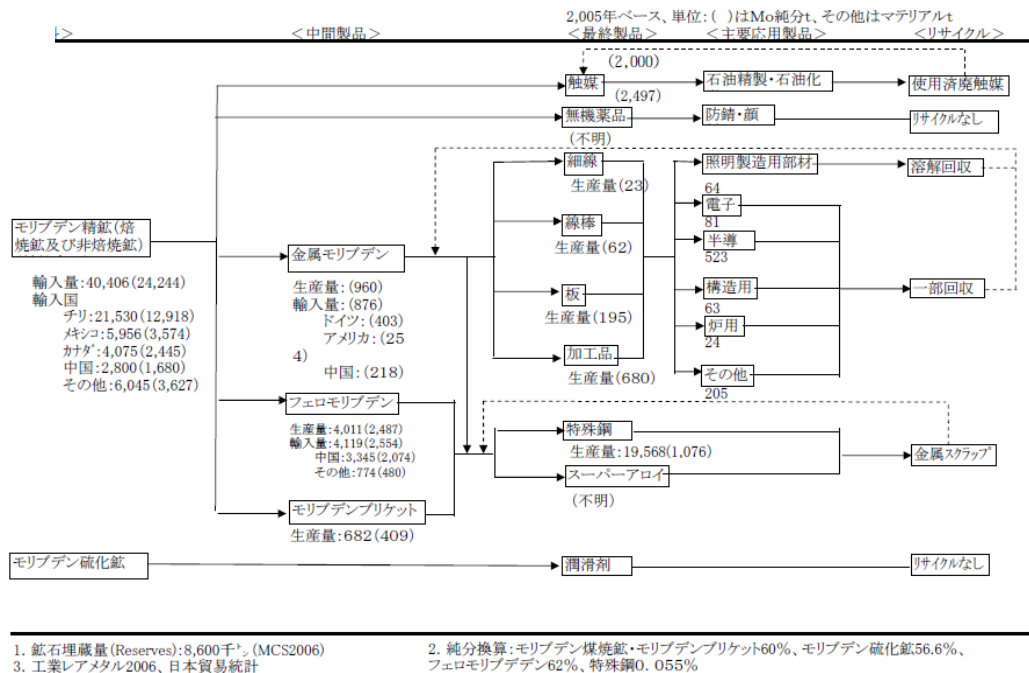 2,005年ベース、単位:( )はMo純分t、その他はマテリアルt
<中間製品> <最終製品> <主要応用製品> <リサイクル>
(2,000)
触媒 石油精製・石油化 使用済廃触媒
(2,497)
無機薬品 防錆・顔 リサイクルなし
(不明)
細線 照明製造用部材 溶解回収
生産量(23)
64
電子
81
線棒
生産量(62)
半導
523
モリブデン精鉱(焙
焼鉱及び非焙焼鉱)
輸入量:40,406(24,244)
輸入国
チリ:21,530(12,918)
メキシコ:5,956(3,574)
カナダ:4,075(2,445)
中国:2,800(1,680)
その他:6,045(3,627)
金属モリブデン
生産量:(960)
輸入量:(876)
ドイツ:(403)
アメリカ:(25
4)
中国:(218)
板
生産量(195)
構造用 一部回収
63
炉用
24
加工品
生産量(680)
その他
205
フェロモリブデン
生産量:4,011(2,487)
輸入量:4,119(2,554)
中国:3,345(2,074)
その他:774(480)
特殊鋼
生産量:19,568(1,076)
金属スクラップ
スーパーアロイ
(不明)
モリブデンブリケット
生産量:682(409)
モリブデン硫化鉱 潤滑剤 リサイクルなし
1. 鉱石埋蔵量(Reserves):8,600千㌧(MCS2006)
2. 純分換算:モリブデン煤焼鉱・モリブデンブリケット60%、モリブデン硫化鉱56.6%、
フェロモリブデデン62%、特殊鋼0.055%
3. 工業レアメタル2006、日本貿易統計